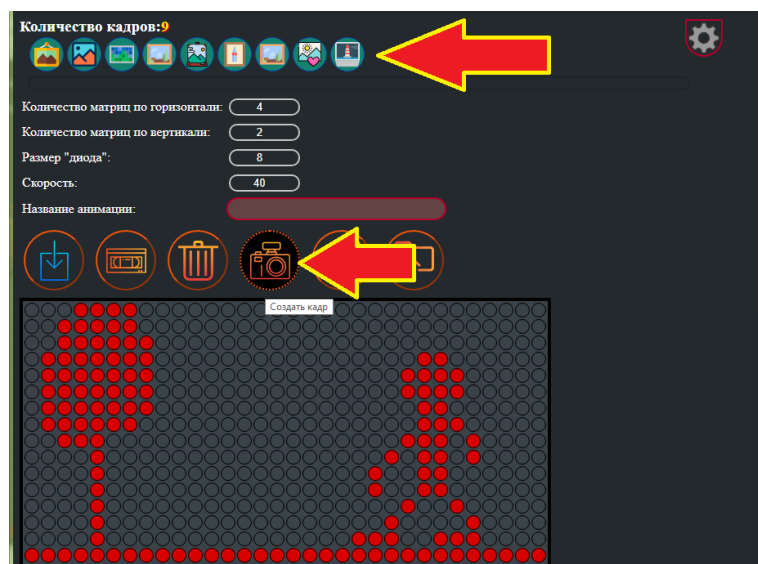 Количество кадров:9
Количество матриц по горизонтали: 4
Количество матриц по вертикали: 2
Размер "диода": 8
Скорость: 40
Название анимации:
Создать кадр